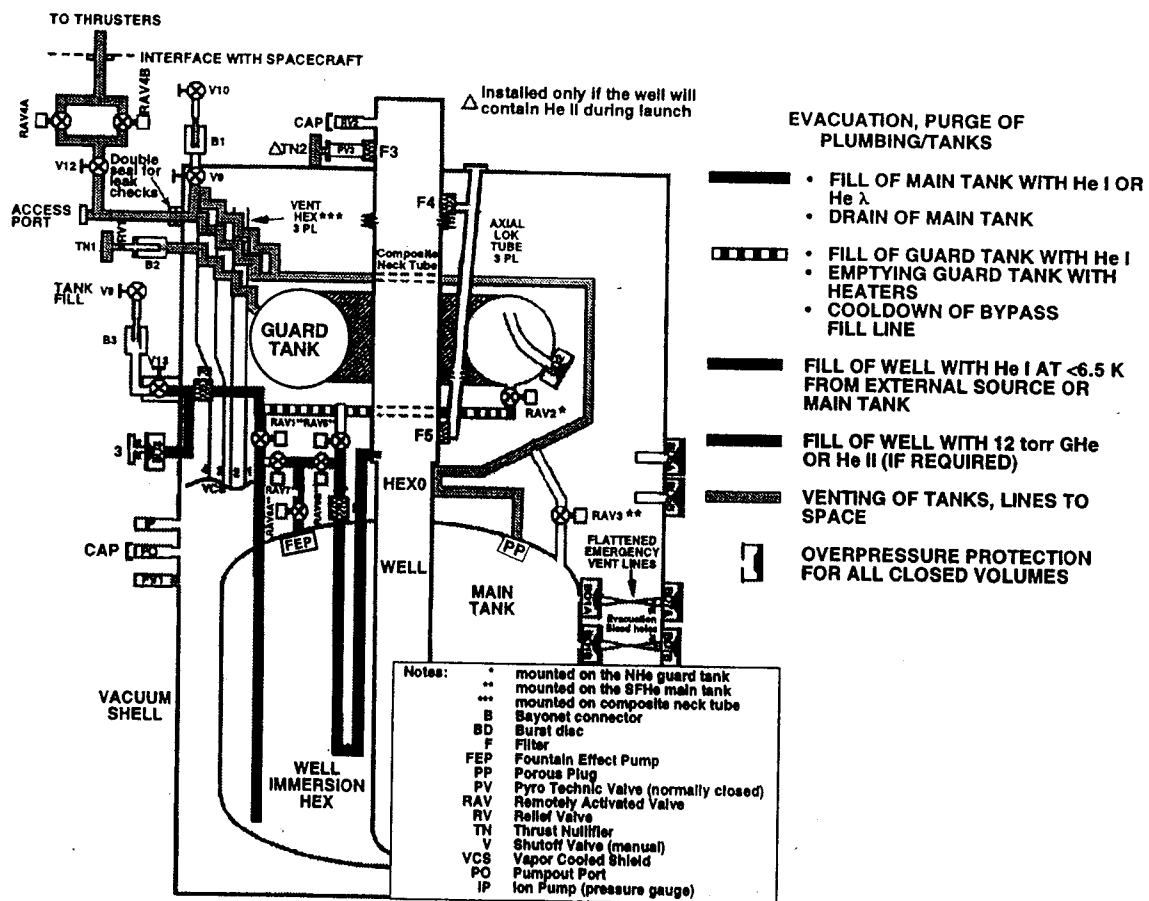 TO THRUSTERS
INTERFACE WITH SPACECRAFT
RAV4A
RAV4B
V10
B1
V12
Double
seal for
leak
checks
V9
ACCESS
PORT
TN1
B2
VENT
HEX***
3 PL
CAP
RV2
△TN2
PV2
F3
△ Installed only if the well will
contain He II during launch
F4
AXIAL
LOK
TUBE
3 PL
Composite
Neck Tube
TANK
FILL
V8
B3
V13
GUARD
TANK
RAV2*
F5
3
4
3
2
1
VCS
HEX0
RAV3**
FEP
PP
FLATTENED
EMERGENCY
VENT LINES
Evacuation
Bleed holes
IP
CAP
PO
PV1
WELL
MAIN
TANK
VACUUM
SHELL
WELL
IMMERSION
HEX
Notes:
* mounted on the NHe guard tank
** mounted on the SFHe main tank
*** mounted on composite neck tube
B Bayonet connector
BD Burst disc
F Filter
FEP Fountain Effect Pump
PP Porous Plug
PV Pyro Technic Valve (normally closed)
RAV Remotely Activated Valve
RV Relief Valve
TN Thrust Nullifier
V Shutoff Valve (manual)
VCS Vapor Cooled Shield
PO Pumpout Port
IP Ion Pump (pressure gauge)
EVACUATION, PURGE OF
PLUMBING/TANKS
• FILL OF MAIN TANK WITH He I OR
He λ
• DRAIN OF MAIN TANK
• FILL OF GUARD TANK WITH He I
• EMPTYING GUARD TANK WITH
HEATERS
• COOLDOWN OF BYPASS
FILL LINE
FILL OF WELL WITH He I AT <6.5 K
FROM EXTERNAL SOURCE OR
MAIN TANK
FILL OF WELL WITH 12 torr GHe
OR He II (IF REQUIRED)
VENTING OF TANKS, LINES TO
SPACE
OVERPRESSURE PROTECTION
FOR ALL CLOSED VOLUMES